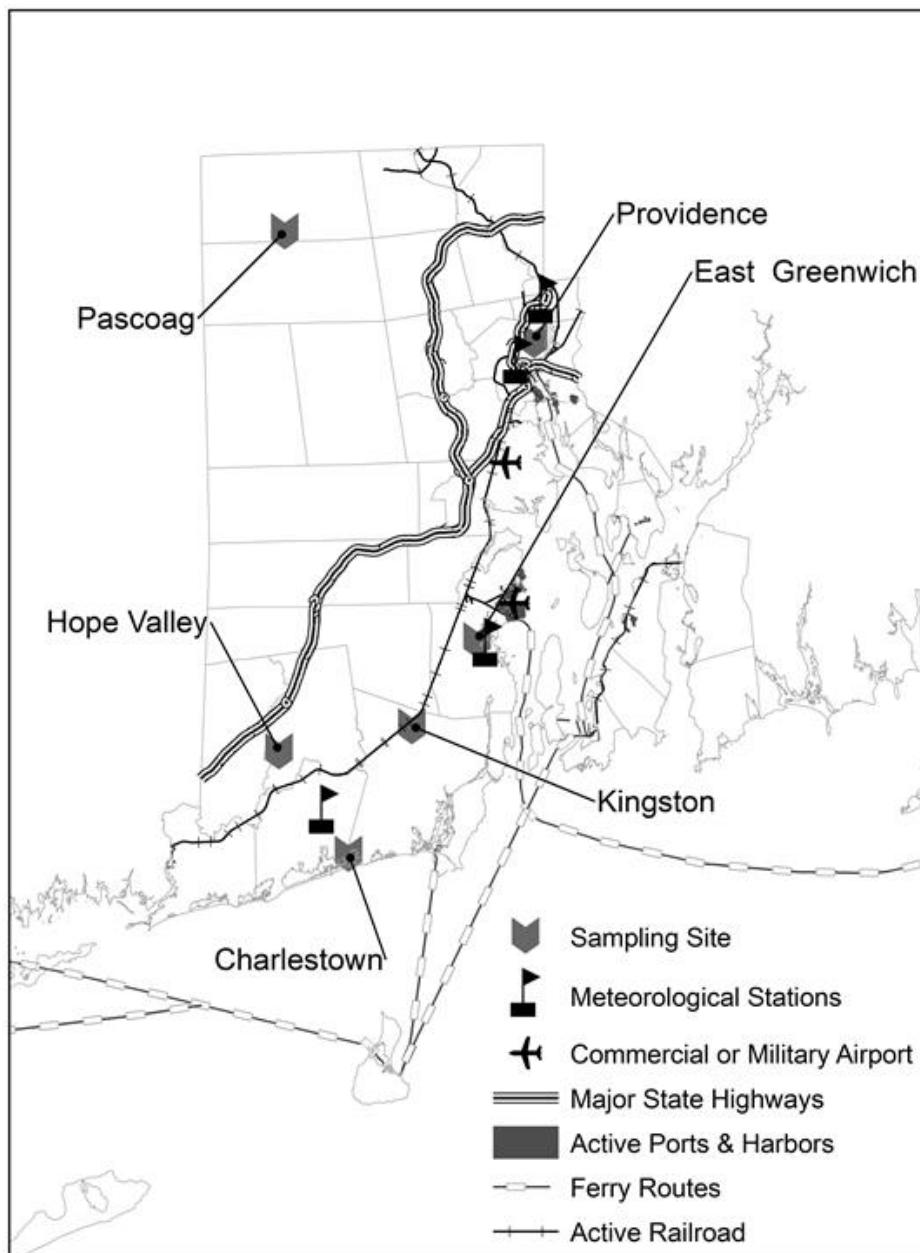 Providence
East  Greenwich
Pascoag
Hope Valley
Kingston
Charlestown
Sampling Site
Meteorological Stations
Commercial or Military Airport
Major State Highways
Active Ports & Harbors
Ferry Routes
Active Railroad